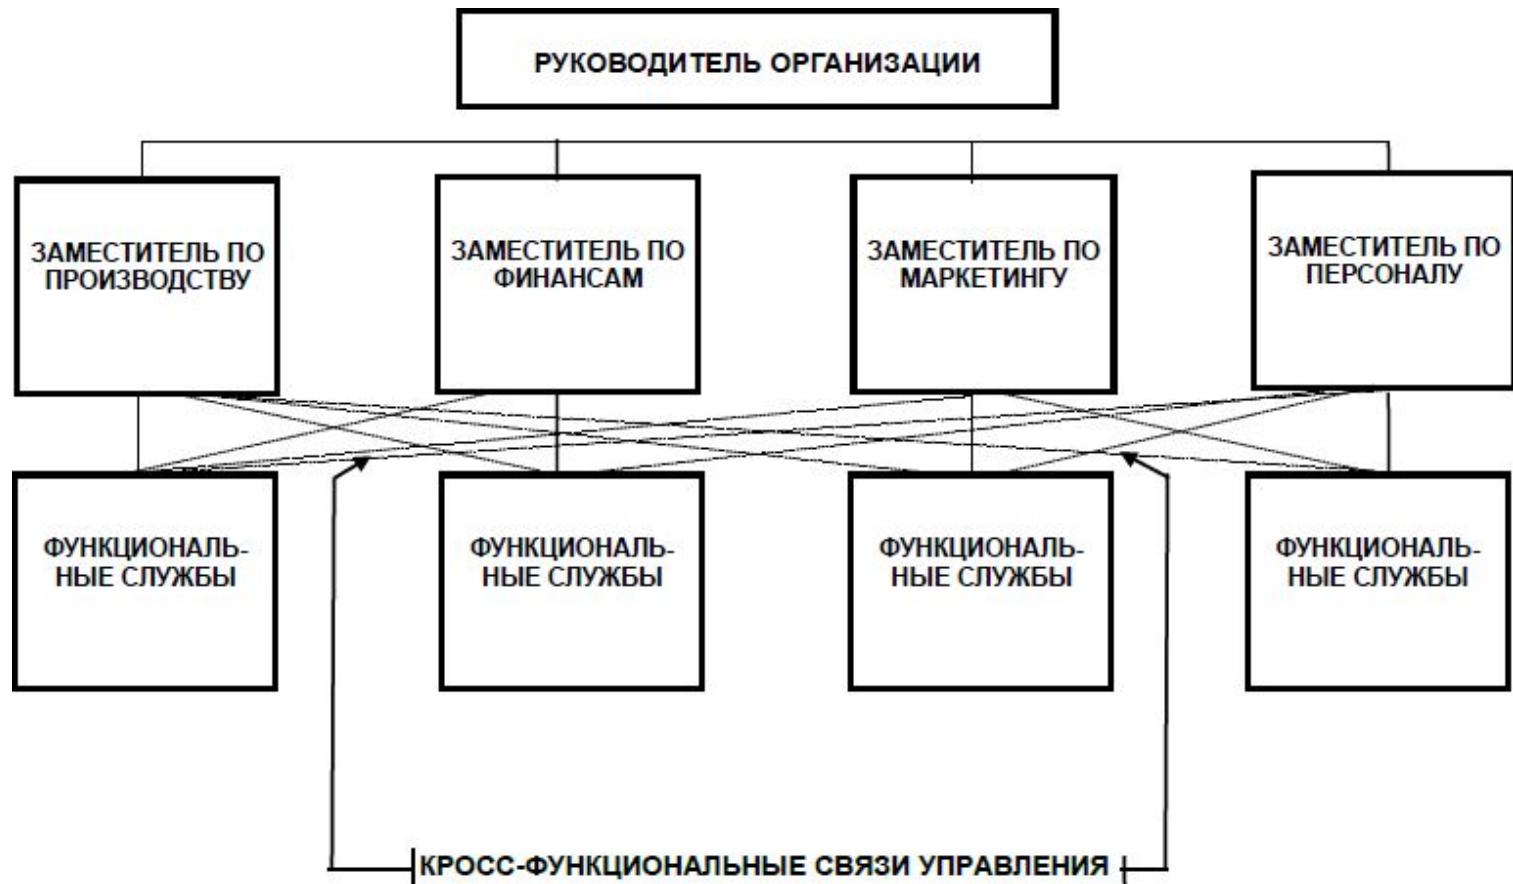 РУКОВОДИТЕЛЬ ОРГАНИЗАЦИИ
ЗАМЕСТИТЕЛЬ ПО
ПРОИЗВОДСТВУ
ЗАМЕСТИТЕЛЬ ПО
ФИНАНСАМ
ЗАМЕСТИТЕЛЬ ПО
МАРКЕТИНГУ
ЗАМЕСТИТЕЛЬ ПО
ПЕРСОНАЛУ
ФУНКЦИОНАЛЬ-
НЫЕ СЛУЖБЫ
ФУНКЦИОНАЛЬ-
НЫЕ СЛУЖБЫ
ФУНКЦИОНАЛЬ-
НЫЕ СЛУЖБЫ
ФУНКЦИОНАЛЬ-
НЫЕ СЛУЖБЫ
КРОСС-ФУНКЦИОНАЛЬНЫЕ СВЯЗИ УПРАВЛЕНИЯ